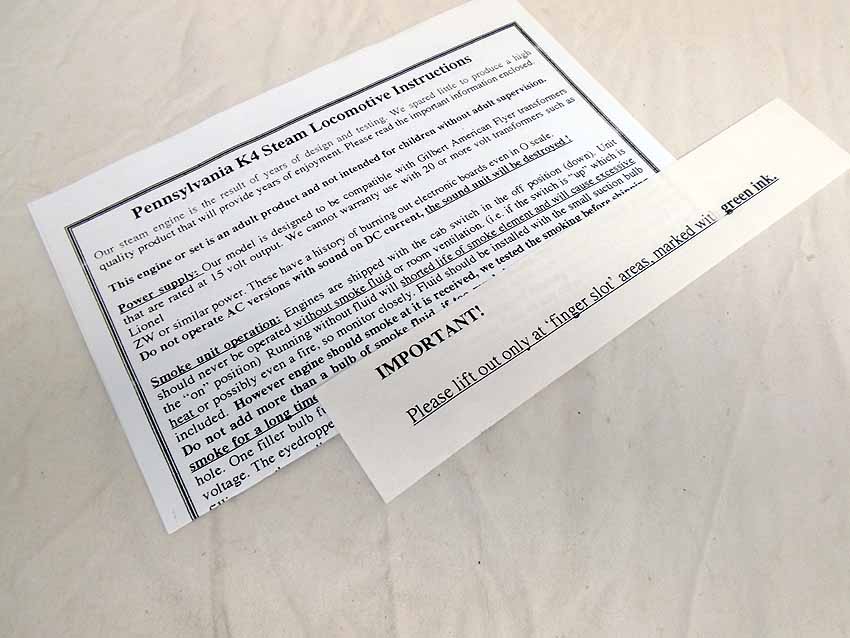 Pennsylvania K4 Steam Locomotive Instructions
Our steam engine is the result of years of design and testing. We spared little to produce a high
quality product that will provide years of enjoyment. Please read the important information enclosed.
This engine or set is an adult product and not intended for children without adult supervision.
Power supply: Our model is designed to be compatible with Gilbert American Flyer transformers
that are rated at 15 volt output. We cannot warranty use with 20 or more volt transformers such as
Lionel
ZW or similar power. These have a history of burning out electronic boards even in O scale.
Do not operate AC versions with sound on DC current, the sound unit will be destroyed !
Smoke unit operation: Engines are shipped with the cab switch in the off position (down). Unit
should never be operated without smoke fluid or room ventilation. (i.e. if the switch is "up" which is
the "on" position) Running without fluid will shorted life of smoke element and will cause excessive
heat or possibly even a fire, so monitor closely. Fluid should be installed with the small suction bulb
included. However engine should smoke at it is received, we tested the smoking before shipping
Do not add more than a bulb of smoke fluid, if too
smoke for a long time
hole. One filler bulb
voltage. The eyedroppe
IMPORTANT!
Please lift out only at 'finger slot' areas, marked with green ink.